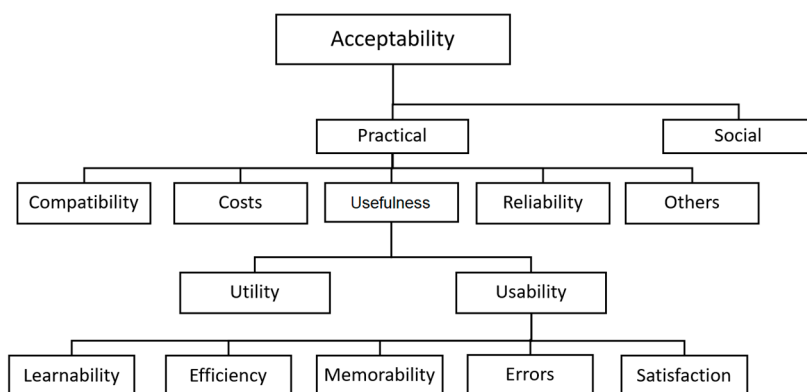 Acceptability
Practical
Social
Compatibility
Costs
Usefulness
Reliability
Others
Utility
Usability
Learnability
Efficiency
Memorability
Errors
Satisfaction